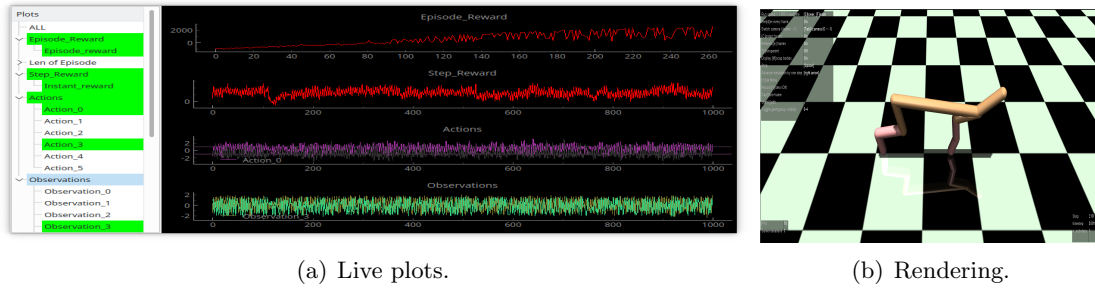 Plots
ALL
Episode_Reward
Episode_reward
Len of Episode
Step_Reward
Instant_reward
Actions
Action_0
Action_1
Action_2
Action_3
Action_4
Action_5
Observations
Observation_0
Observation_1
Observation_2
Observation_3
Episode_Reward
2000
0
0 20 40 60 80 100 120 140 160 180 200 220 240 260
Step_Reward
0
0 200 400 600 800 1000
Actions
2
0
-2
Action_0
0 200 400 600 800 1000
Observations
2
0
-2
Observation_3
0 200 400 600 800 1000
(a) Live plots.
(b) Rendering.